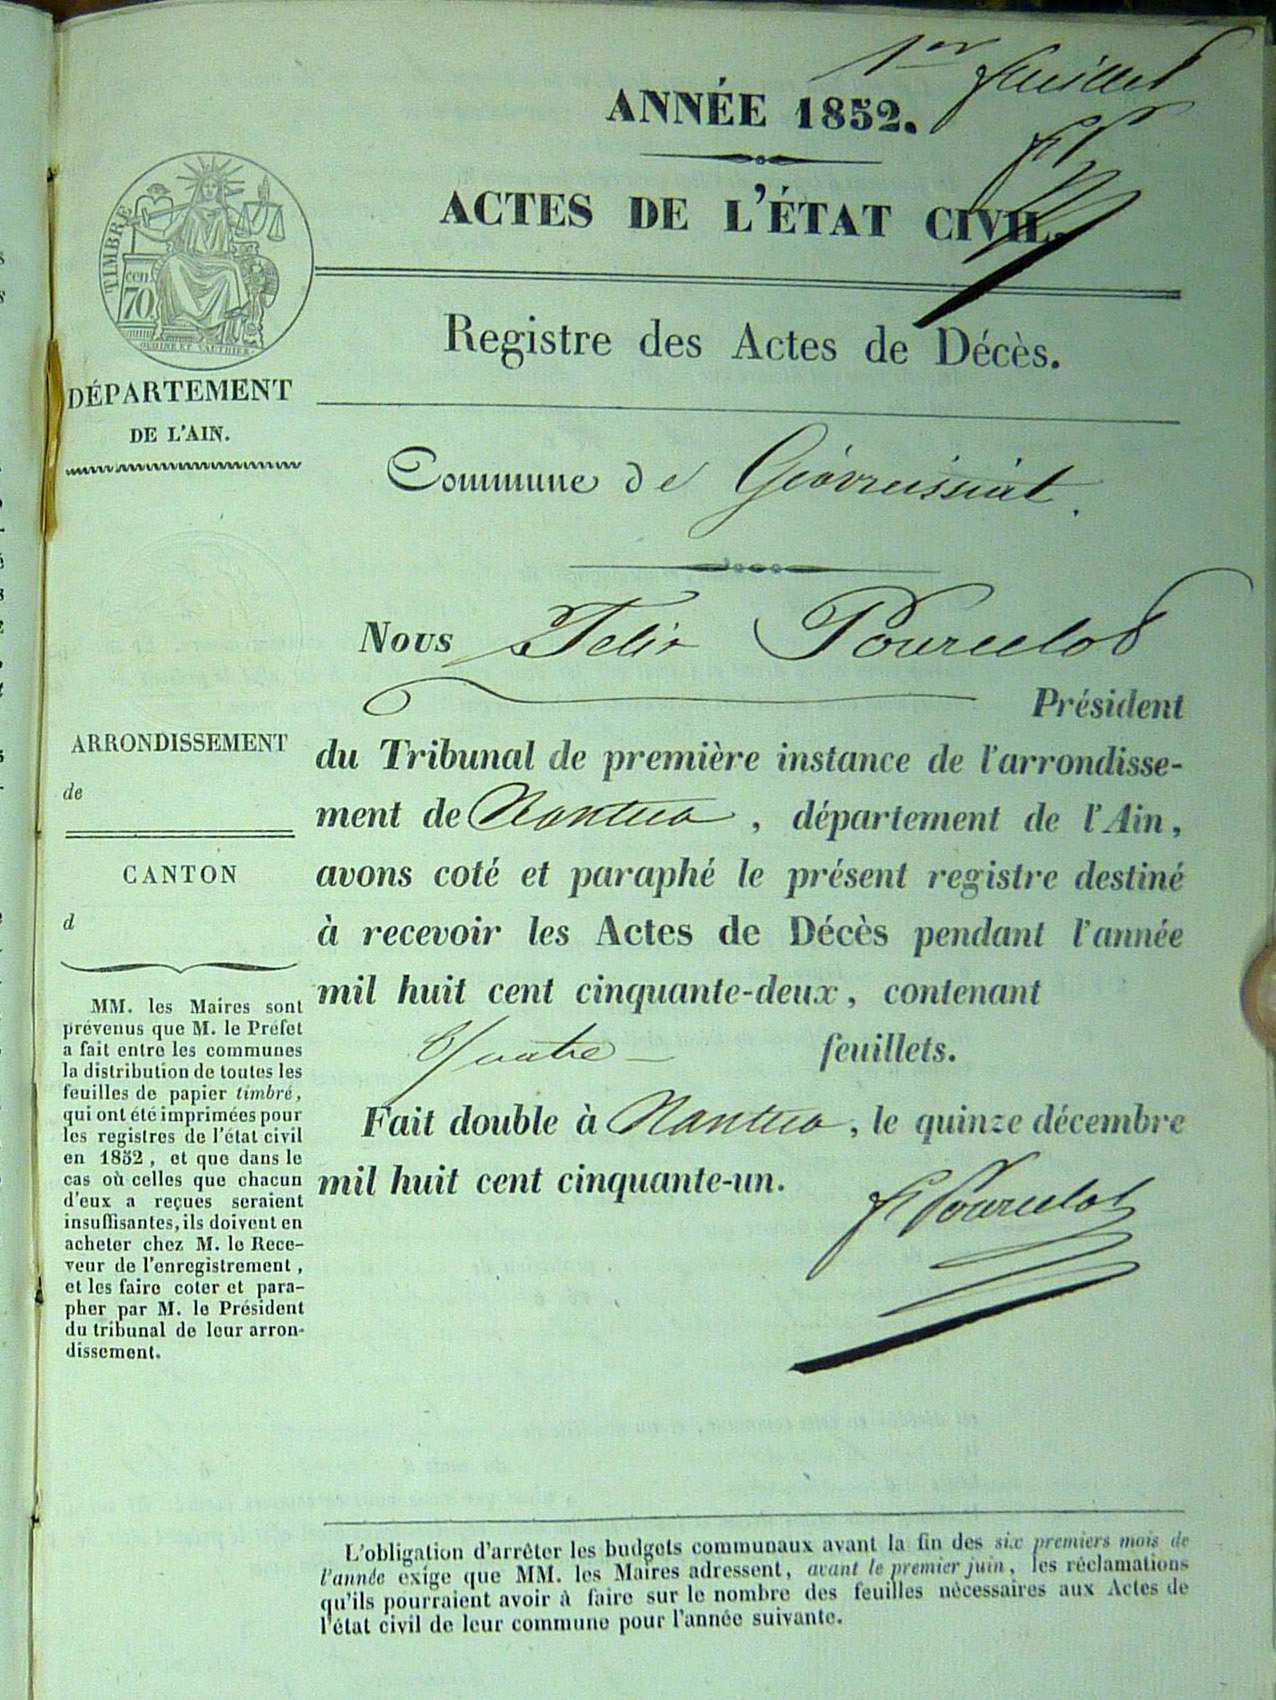 1er feuillet
ANNÉE 1852.
ACTES DE L'ÉTAT CIVIL.
TIMBRE
cen
70.
DÉPARTEMENT
DE L'AIN.
Registre des Actes de Décès.
Commune de Géovreissiat.
Nous Felix Pourcelot
Président
du Tribunal de première instance de l'arrondisse-
ment de Nantua, département de l'Ain,
avons coté et paraphé le présent registre destiné
à recevoir les Actes de Décès pendant l'année
mil huit cent cinquante-deux, contenant
quatre feuillets.
Fait double à Nantua, le quinze décembre
mil huit cent cinquante-un.
F Pourcelot
ARRONDISSEMENT
de
CANTON
d
MM. les Maires sont
prévenus que M. le Préfet
a fait entre les communes
la distribution de toutes les
feuilles de papier timbré,
qui ont été imprimées pour
les registres de l'état civil
en 1852, et que dans le
cas où celles que chacun
d'eux a reçues seraient
insuffisantes, ils doivent en
acheter chez M. le Rece-
veur de l'enregistrement,
et les faire coter et para-
pher par M. le Président
du tribunal de leur arron-
dissement.
L'obligation d'arrêter les budgets communaux avant la fin des six premiers mois de
l'année exige que MM. les Maires adressent, avant le premier juin, les réclamations
qu'ils pourraient avoir à faire sur le nombre des feuilles nécessaires aux Actes de
l'état civil de leur commune pour l'année suivante.